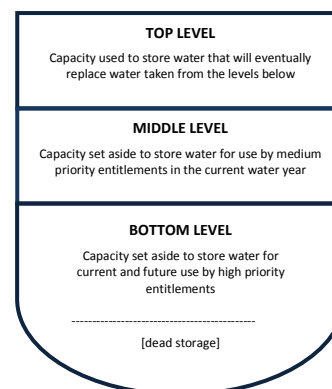 TOP LEVEL
Capacity used to store water that will eventually
replace water taken from the levels below
MIDDLE LEVEL
Capacity set aside to store water for use by medium
priority entitlements in the current water year
BOTTOM LEVEL
Capacity set aside to store water for
current and future use by high priority
entitlements
--------------------------------------------
[dead storage]